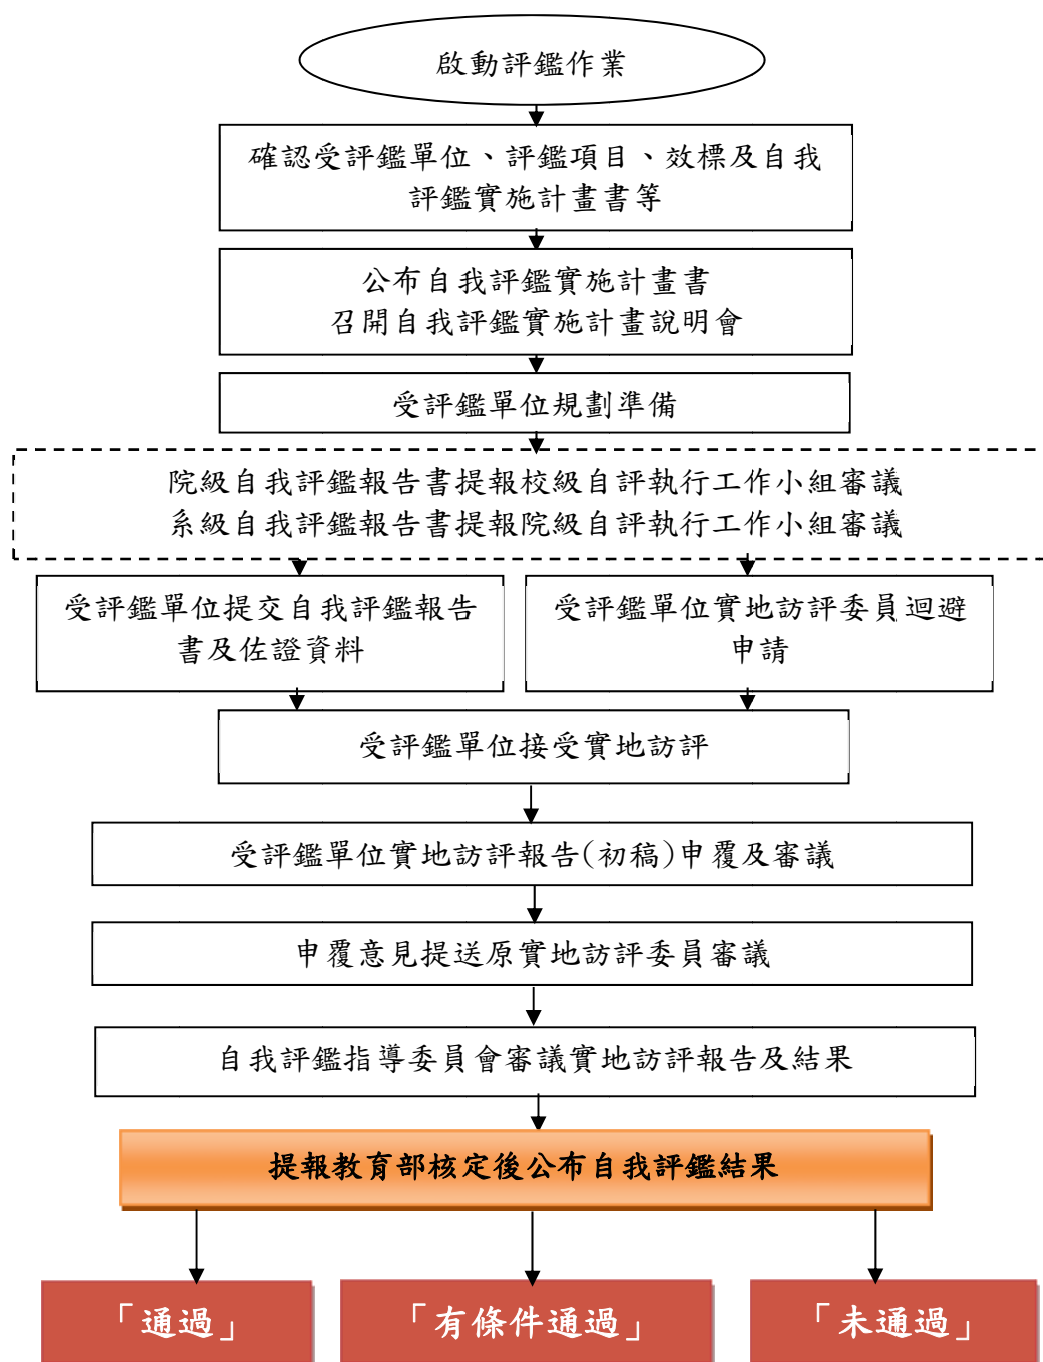 啟動評鑑作業
確認受評鑑單位、評鑑項目、效標及自我
評鑑實施計畫書等
公布自我評鑑實施計畫書
召開自我評鑑實施計畫說明會
受評鑑單位規劃準備
院級自我評鑑報告書提報校級自評執行工作小組審議
系級自我評鑑報告書提報院級自評執行工作小組審議
受評鑑單位提交自我評鑑報告
書及佐證資料
受評鑑單位實地訪評委員迴避
申請
受評鑑單位接受實地訪評
受評鑑單位實地訪評報告(初稿)申覆及審議
申覆意見提送原實地訪評委員審議
自我評鑑指導委員會審議實地訪評報告及結果
提報教育部核定後公布自我評鑑結果
「通過」
「有條件通過」
「未通過」